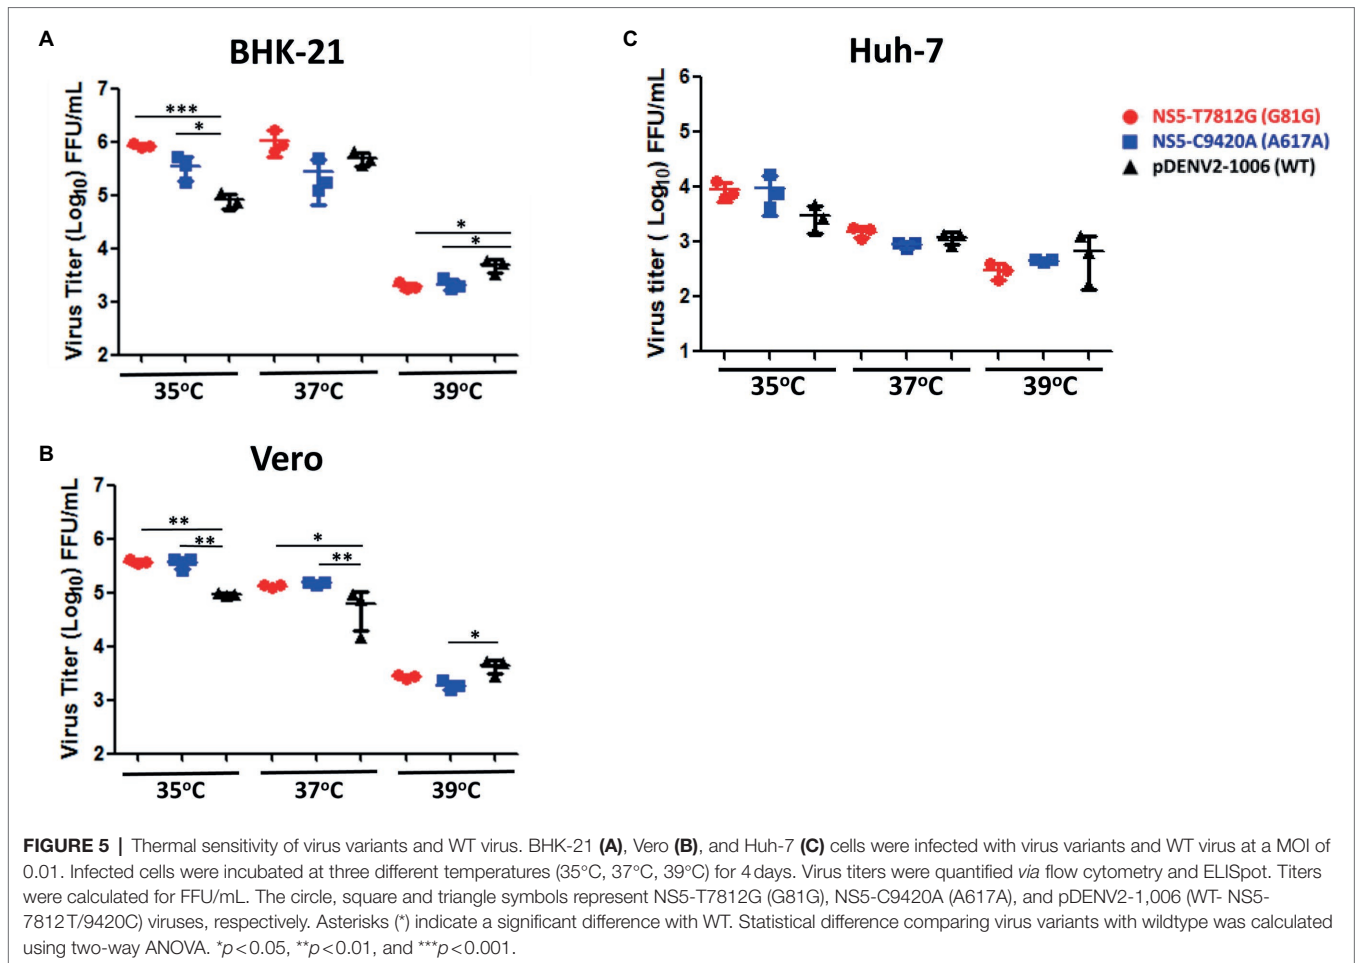 A
BHK-21
Virus Titer (Log10) FFU/mL
7
6
5
4
3
2
***
*
*
*
35°C
37°C
39°C
C
Huh-7
Virus titer ( Log10) FFU/mL
6
5
4
3
2
1
35°C
37°C
39°C
NS5-T7812G (G81G)
NS5-C9420A (A617A)
pDENV2-1006 (WT)
B
Vero
Virus Titer (Log10) FFU/mL
7
6
5
4
3
2
**
**
*
**
*
35°C
37°C
39°C
FIGURE 5 | Thermal sensitivity of virus variants and WT virus. BHK-21 (A), Vero (B), and Huh-7 (C) cells were infected with virus variants and WT virus at a MOI of
0.01. Infected cells were incubated at three different temperatures (35°C, 37°C, 39°C) for 4 days. Virus titers were quantified via flow cytometry and ELISpot. Titers
were calculated for FFU/mL. The circle, square and triangle symbols represent NS5-T7812G (G81G), NS5-C9420A (A617A), and pDENV2-1,006 (WT- NS5-
7812T/9420C) viruses, respectively. Asterisks (*) indicate a significant difference with WT. Statistical difference comparing virus variants with wildtype was calculated
using two-way ANOVA. *p<0.05, **p<0.01, and ***p<0.001.